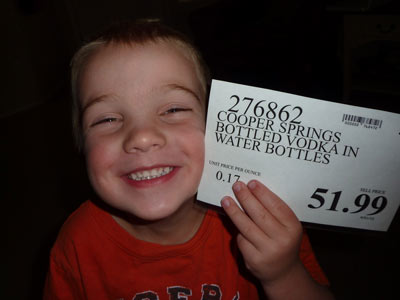 276862
COOPER SPRINGS
BOTTLED VODKA IN
WATER BOTTLES
UNIT PRICE PER OUNCE
0.17
SELL PRICE
51.99